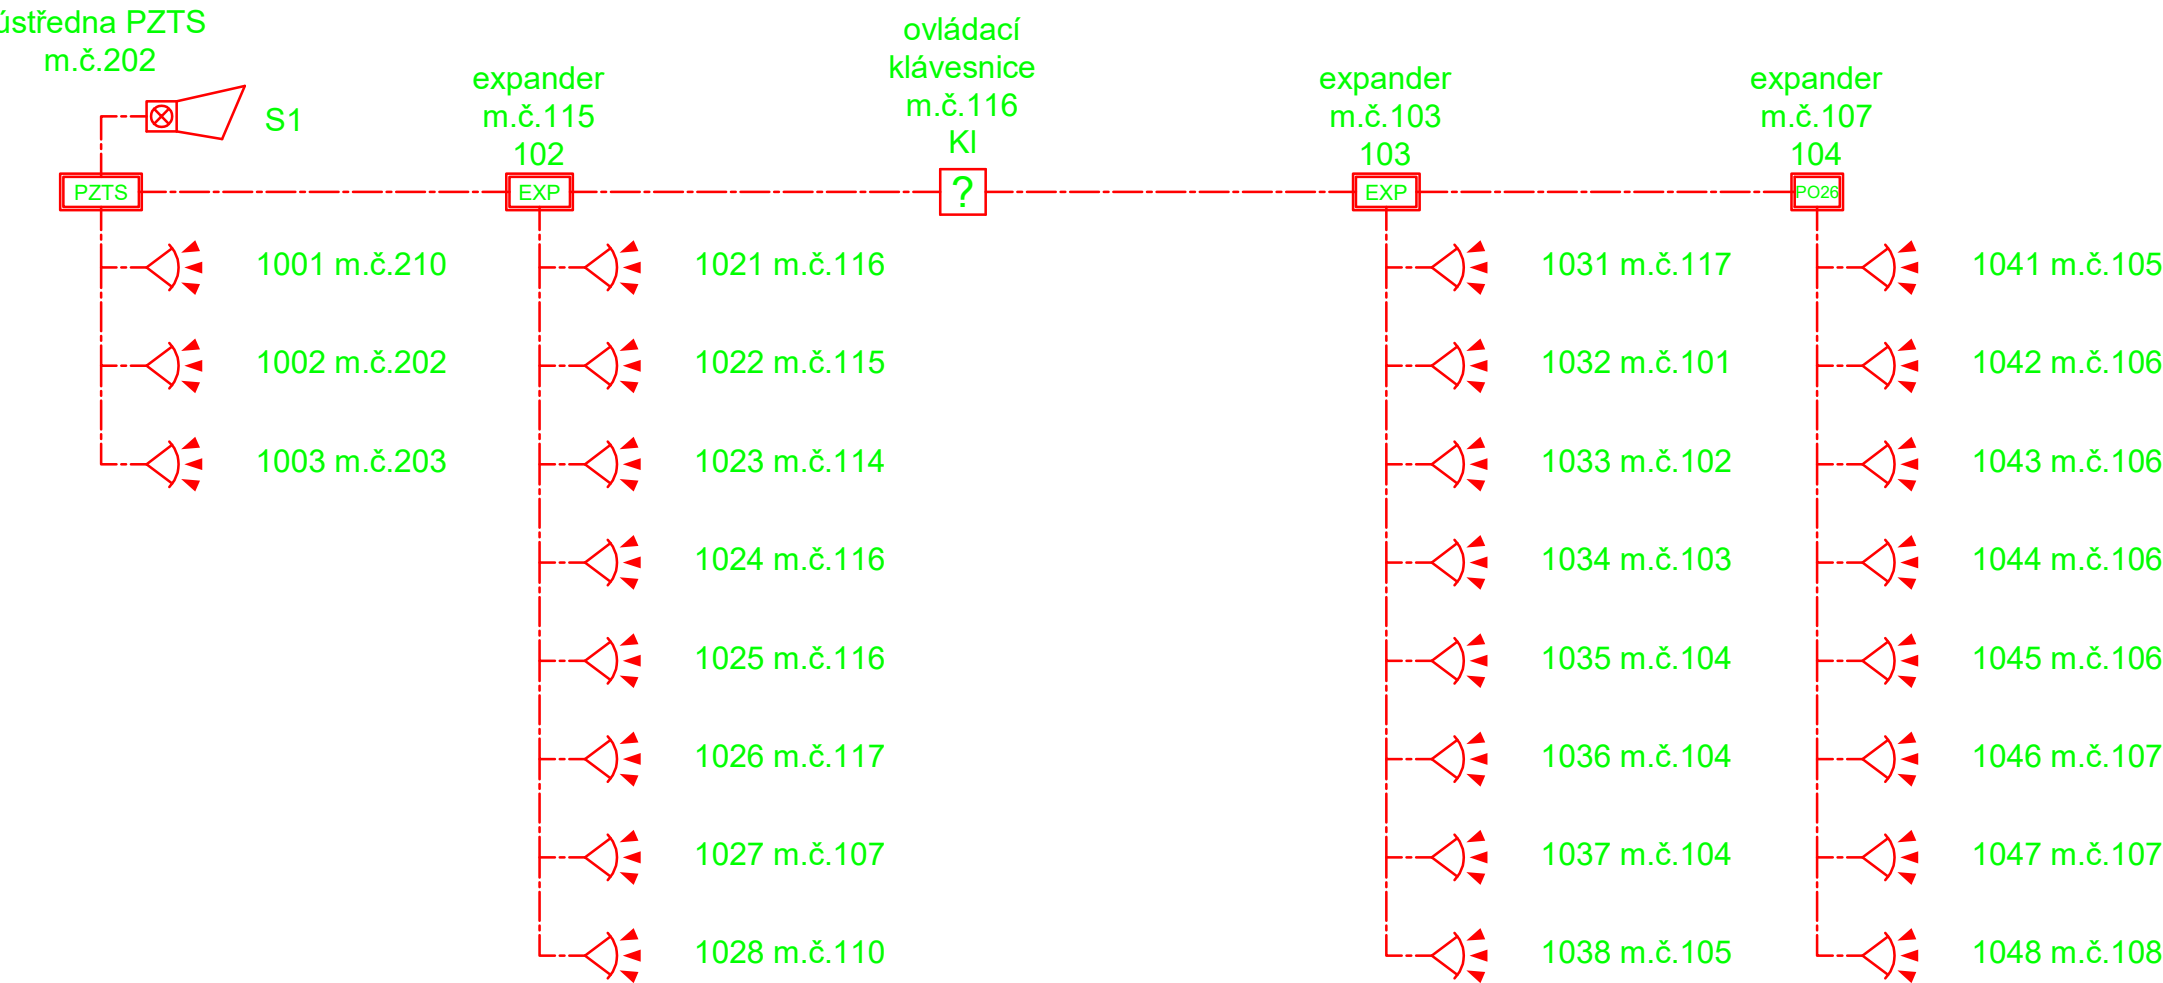 ústředna PZTS
m.č.202
S1
PZTS
1001 m.č.210
1002 m.č.202
1003 m.č.203
expander
m.č.115
102
EXP
1021 m.č.116
1022 m.č.115
1023 m.č.114
1024 m.č.116
1025 m.č.116
1026 m.č.117
1027 m.č.107
1028 m.č.110
ovládací
klávesnice
m.č.116
Kl
?
expander
m.č.103
103
EXP
1031 m.č.117
1032 m.č.101
1033 m.č.102
1034 m.č.103
1035 m.č.104
1036 m.č.104
1037 m.č.104
1038 m.č.105
expander
m.č.107
104
PO26
1041 m.č.105
1042 m.č.106
1043 m.č.106
1044 m.č.106
1045 m.č.106
1046 m.č.107
1047 m.č.107
1048 m.č.108